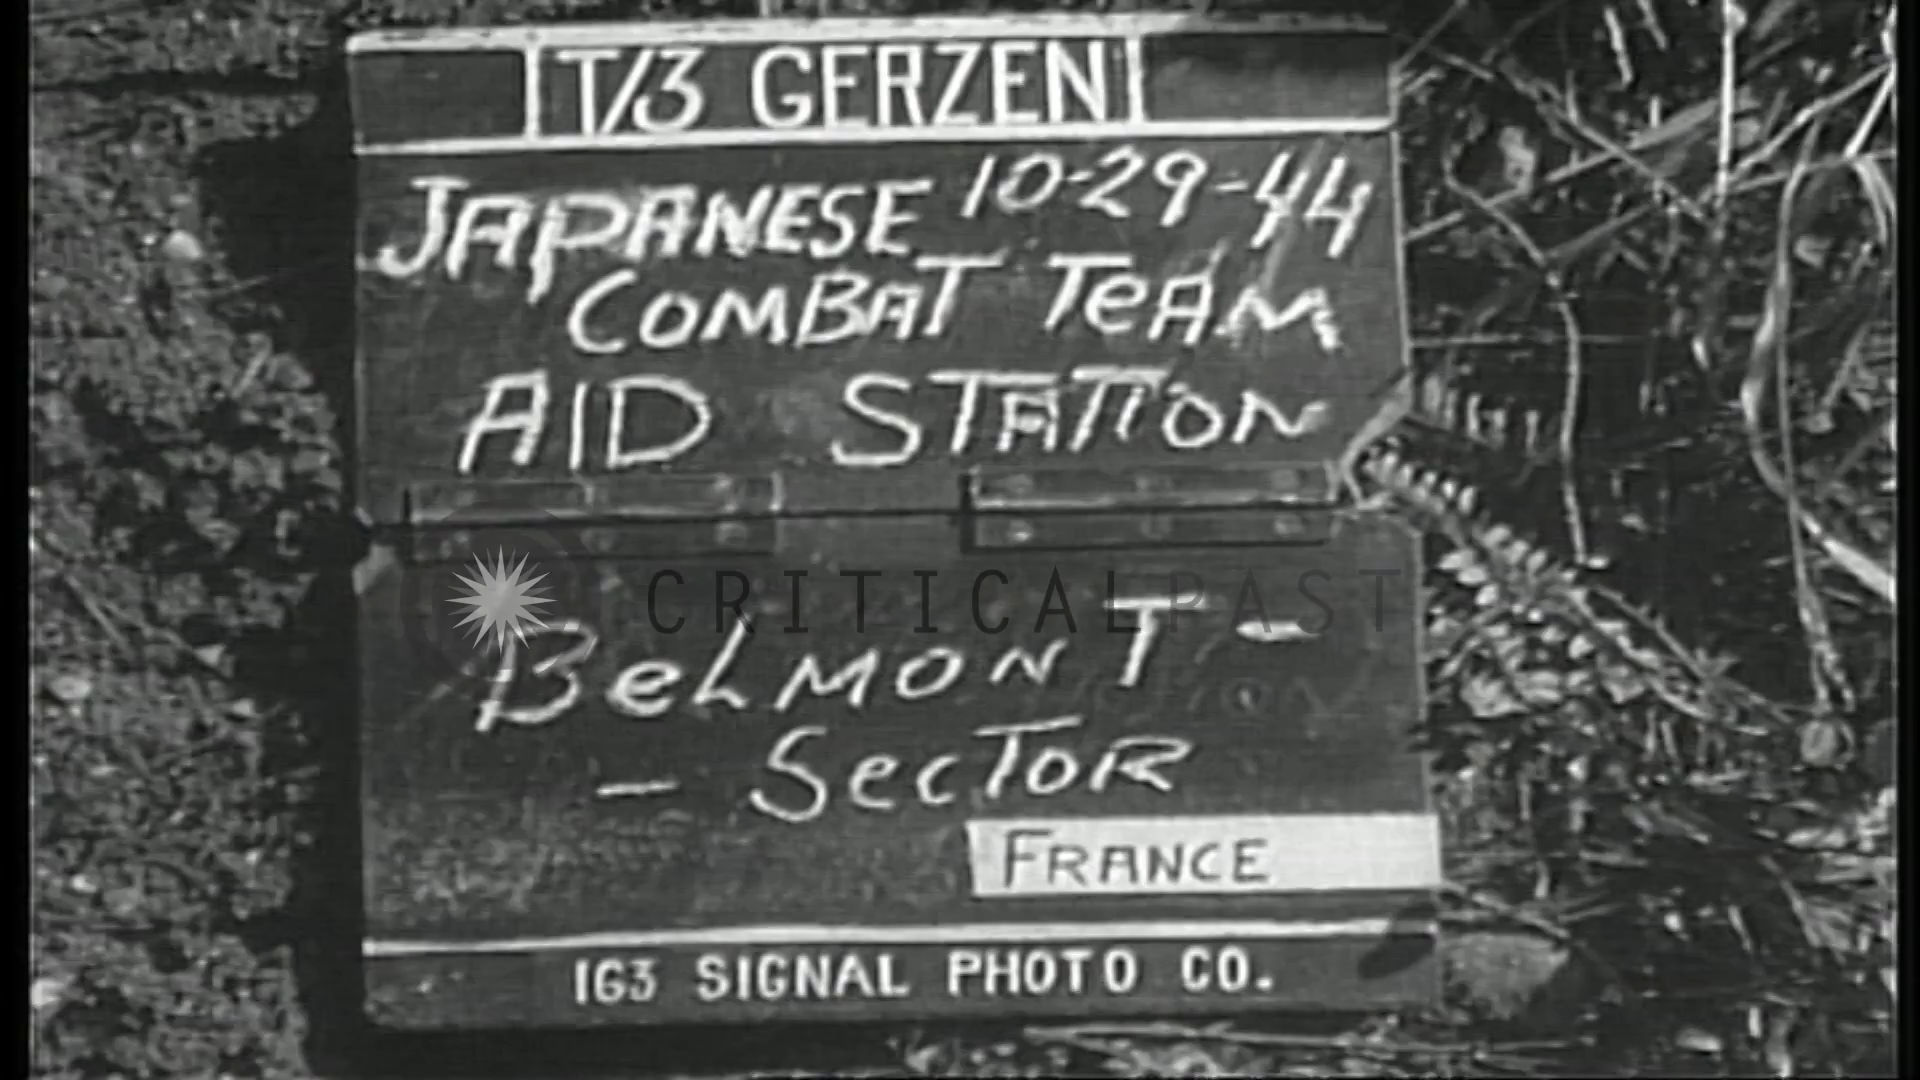 T/3 GERZEN
JAPANESE 10-29-44
COMBAT TEAM
AID STATION
CRITICALPAST
BELMONT -
- SECTOR
FRANCE
163 SIGNAL PHOTO CO.